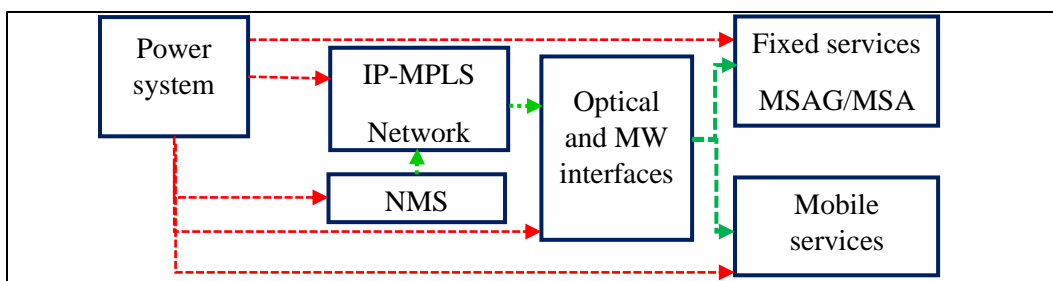 Power
system
IP-MPLS
Network
NMS
Optical
and MW
interfaces
Fixed services
MSAG/MSA
Mobile
services